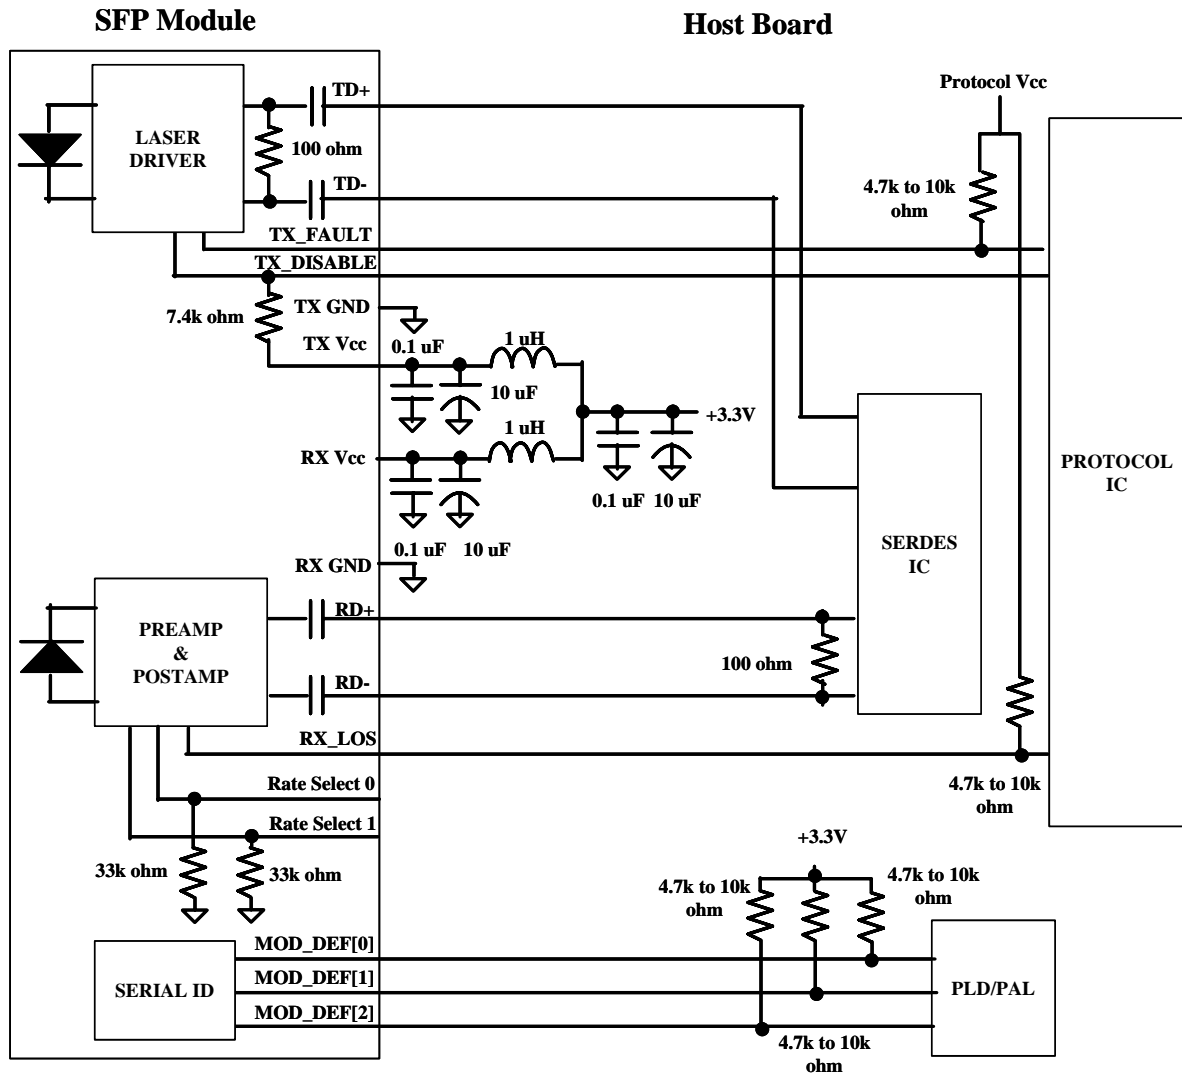 SFP Module
Host Board
Protocol Vcc
TD+
LASER
DRIVER
100 ohm
TD-
4.7k to 10k
ohm
TX_FAULT
TX_DISABLE
7.4k ohm
TX GND
TX Vcc
0.1 uF
1 uH
10 uF
+3.3V
1 uH
RX Vcc
0.1 uF
10 uF
PROTOCOL
IC
0.1 uF
10 uF
RX GND
SERDES
IC
RD+
PREAMP
&
POSTAMP
100 ohm
RD-
RX_LOS
4.7k to 10k
ohm
Rate Select 0
Rate Select 1
33k ohm
33k ohm
+3.3V
4.7k to 10k
ohm
4.7k to 10k
ohm
MOD_DEF[0]
SERIAL ID
MOD_DEF[1]
PLD/PAL
MOD_DEF[2]
4.7k to 10k
ohm